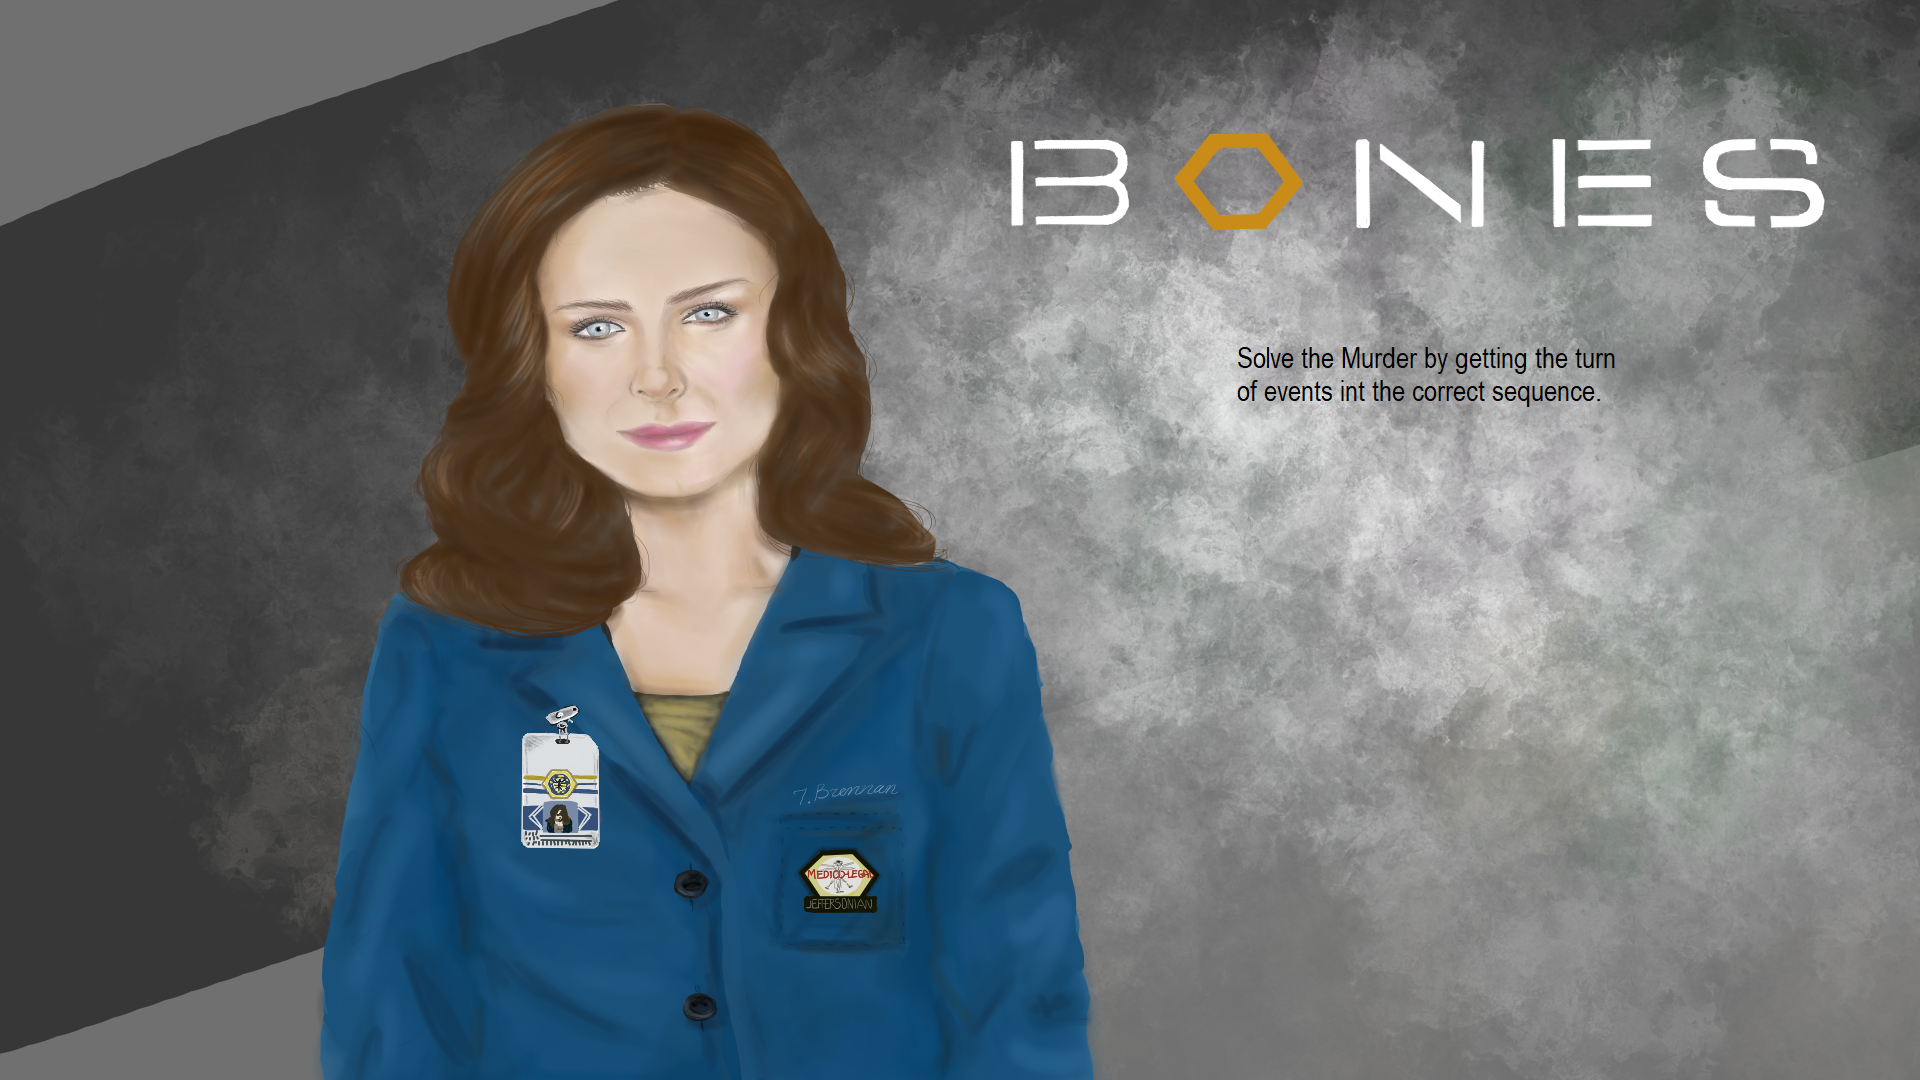 BONES
Solve the Murder by getting the turn
of events int the correct sequence.
T. Brennan
MEDICO-LEGAL
JEFFERSONIAN